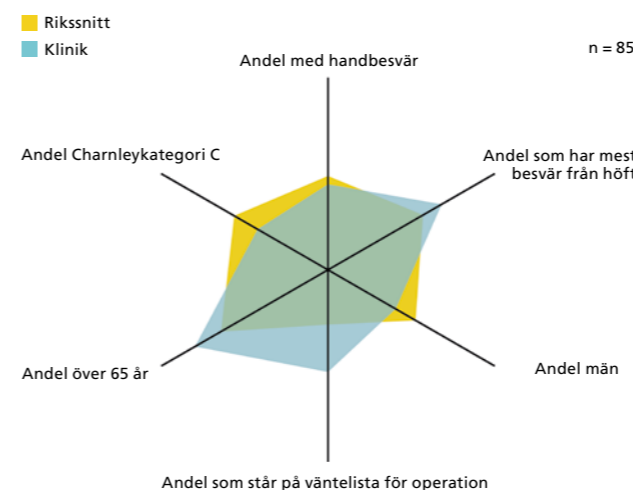 Rikssnitt
Klinik
n = 85
Andel med handbesvär
Andel Charnleykategori C
Andel som har mest
besvär från höft
Andel över 65 år
Andel män
Andel som står på väntelista för operation